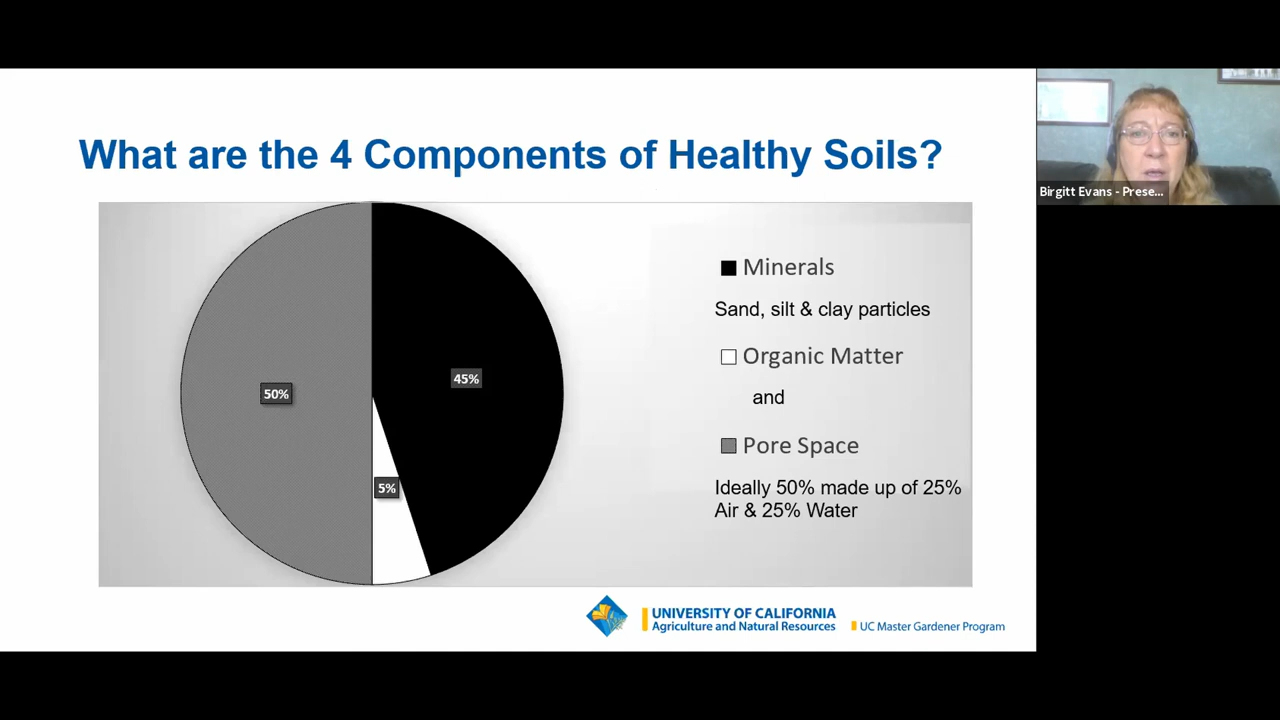 What are the 4 Components of Healthy Soils?
50%
45%
5%
Minerals
Sand, silt & clay particles
Organic Matter
and
Pore Space
Ideally 50% made up of 25%
Air & 25% Water
UNIVERSITY OF CALIFORNIA
Agriculture and Natural Resources
UC Master Gardener Program
Birgitt Evans - Prese...